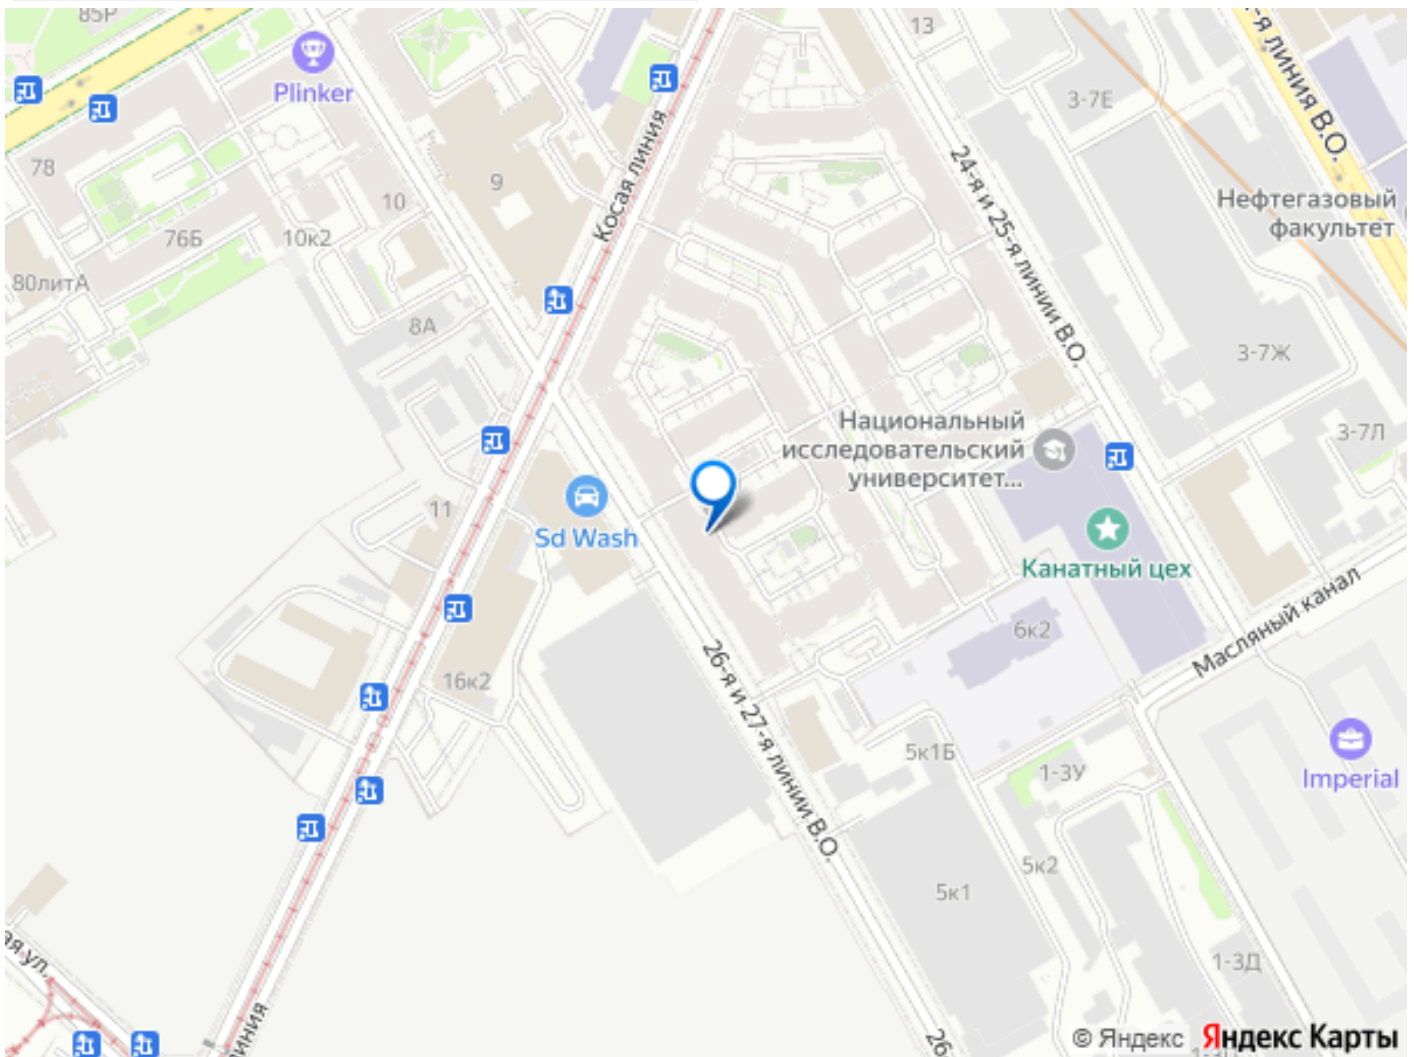 85Р
Plinker
13
3-7Е
-я линия В.О.
78
9
Косая линия
24-я и 25-я линии В.О.
Нефтегазовый
факультет
10
76Б
10к2
80литА
8А
3-7Ж
Национальный
исследовательский
университет...
3-7Л
11
Sd Wash
Канатный цех
Масляный канал
6к2
16к2
26-я и 27-я линии В.О.
5к1Б
1-3У
Imperial
5к2
5к1
1-3Д
ая ул.
линия
26-
© Яндекс
Яндекс Карты